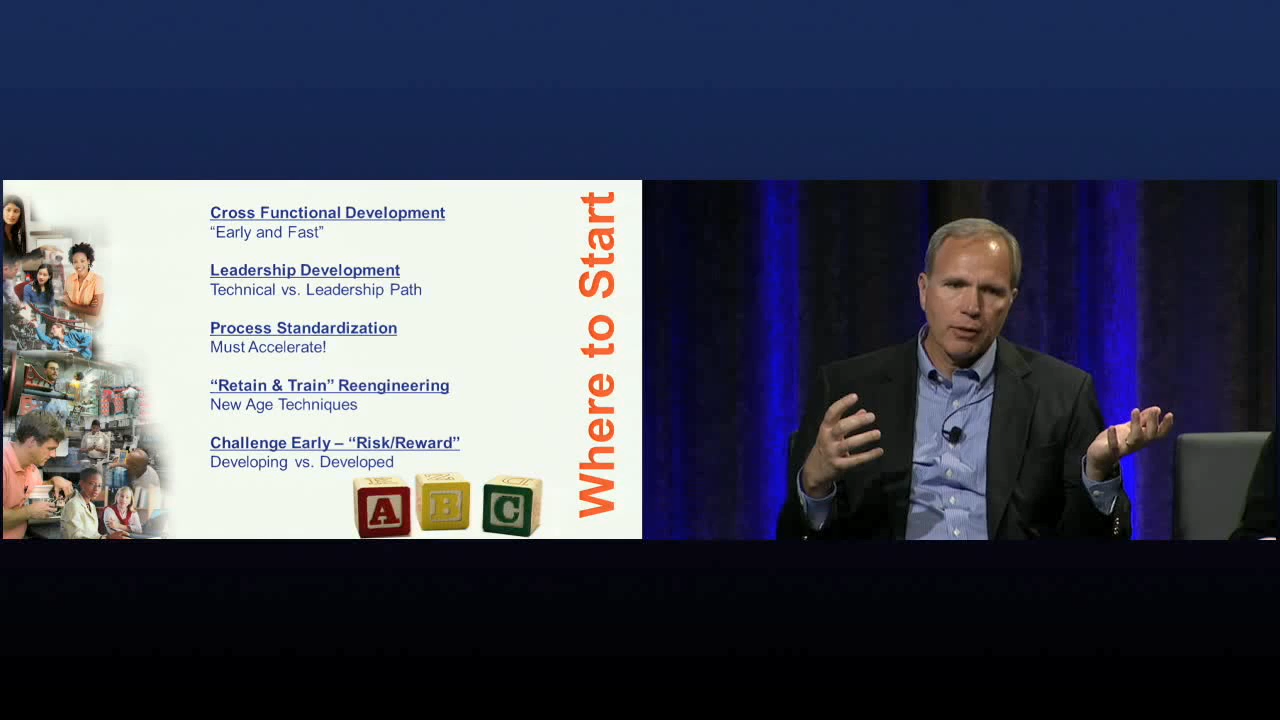 Cross Functional Development
“Early and Fast”
Leadership Development
Technical vs. Leadership Path
Process Standardization
Must Accelerate!
“Retain & Train” Reengineering
New Age Techniques
Challenge Early – “Risk/Reward”
Developing vs. Developed
A B C
Where to Start